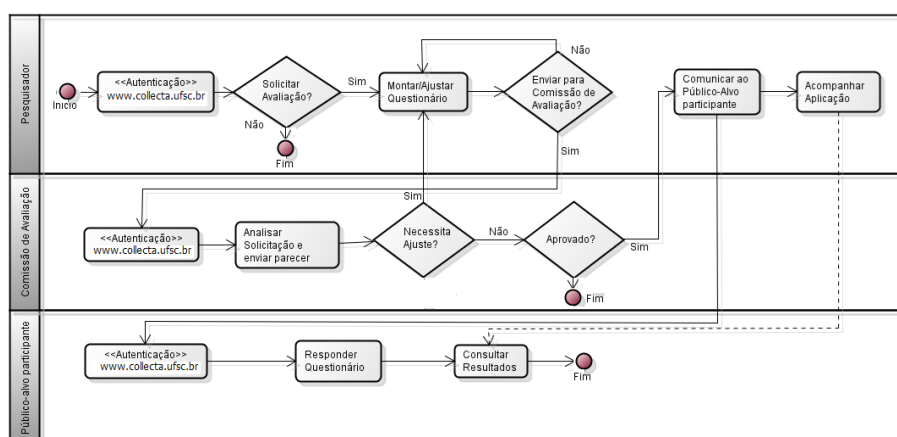 Pesquisador
Início
<<Autenticação>>
www.collecta.ufsc.br
Solicitar
Avaliação?
Sim
Não
Fim
Montar/Ajustar
Questionário
Não
Enviar para
Comissão de
Avaliação?
Sim
Comunicar ao
Público-Alvo
participante
Acompanhar
Aplicação
Comissão de Avaliação
<<Autenticação>>
www.collecta.ufsc.br
Analisar
Solicitação e
enviar parecer
Sim
Necessita
Ajuste?
Não
Aprovado?
Sim
Fim
Público-alvo participante
<<Autenticação>>
www.collecta.ufsc.br
Responder
Questionário
Consultar
Resultados
Fim